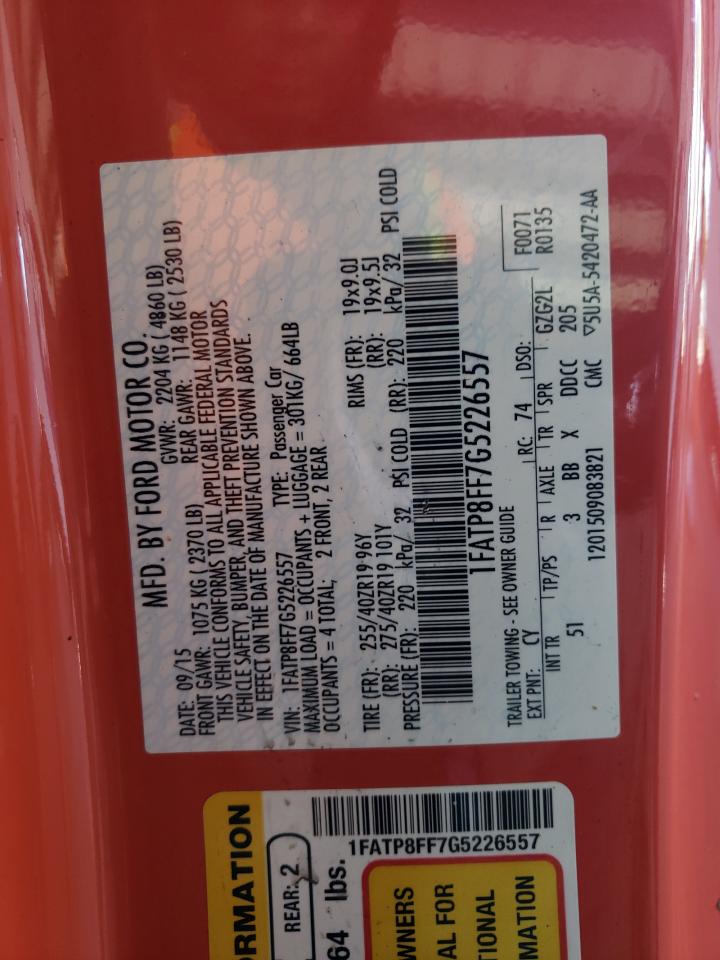 MFD. BY FORD MOTOR CO.
DATE: 09/15 GVWR: 2204 KG ( 4860 LB)
FRONT GAWR: 1075 KG ( 2370 LB) REAR GAWR: 1148 KG ( 2530 LB)
THIS VEHICLE CONFORMS TO ALL APPLICABLE FEDERAL MOTOR
VEHICLE SAFETY, BUMPER, AND THEFT PREVENTION STANDARDS
IN EFFECT ON THE DATE OF MANUFACTURE SHOWN ABOVE.
VIN: 1FATP8FF7G5226557 TYPE: Passenger Car
MAXIMUM LOAD = OCCUPANTS + LUGGAGE = 301KG/ 664LB
OCCUPANTS = 4 TOTAL; 2 FRONT, 2 REAR
TIRE (FR): 255/40ZR19 96Y RIMS (FR): 19x9.0J
(RR): 275/40ZR19 101Y (RR): 19x9.5J
PRESSURE (FR): 220 kPa/ 32 PSI COLD (RR): 220 kPa/ 32 PSI COLD
1FATP8FF7G5226557
TRAILER TOWING - SEE OWNER GUIDE F0071
EXT PNT: CY RC: 74 DSO: R0135
INT TR TP/PS R AXLE TR SPR GZG2L
51 3 BB X DDCC 205
1201509083821 CMC ▽5U5A-5420472-AA
ORMATION
REAR: 2
64 lbs.
1FATP8FF7G5226557
WNERS
AL FOR
TIONAL
MATION